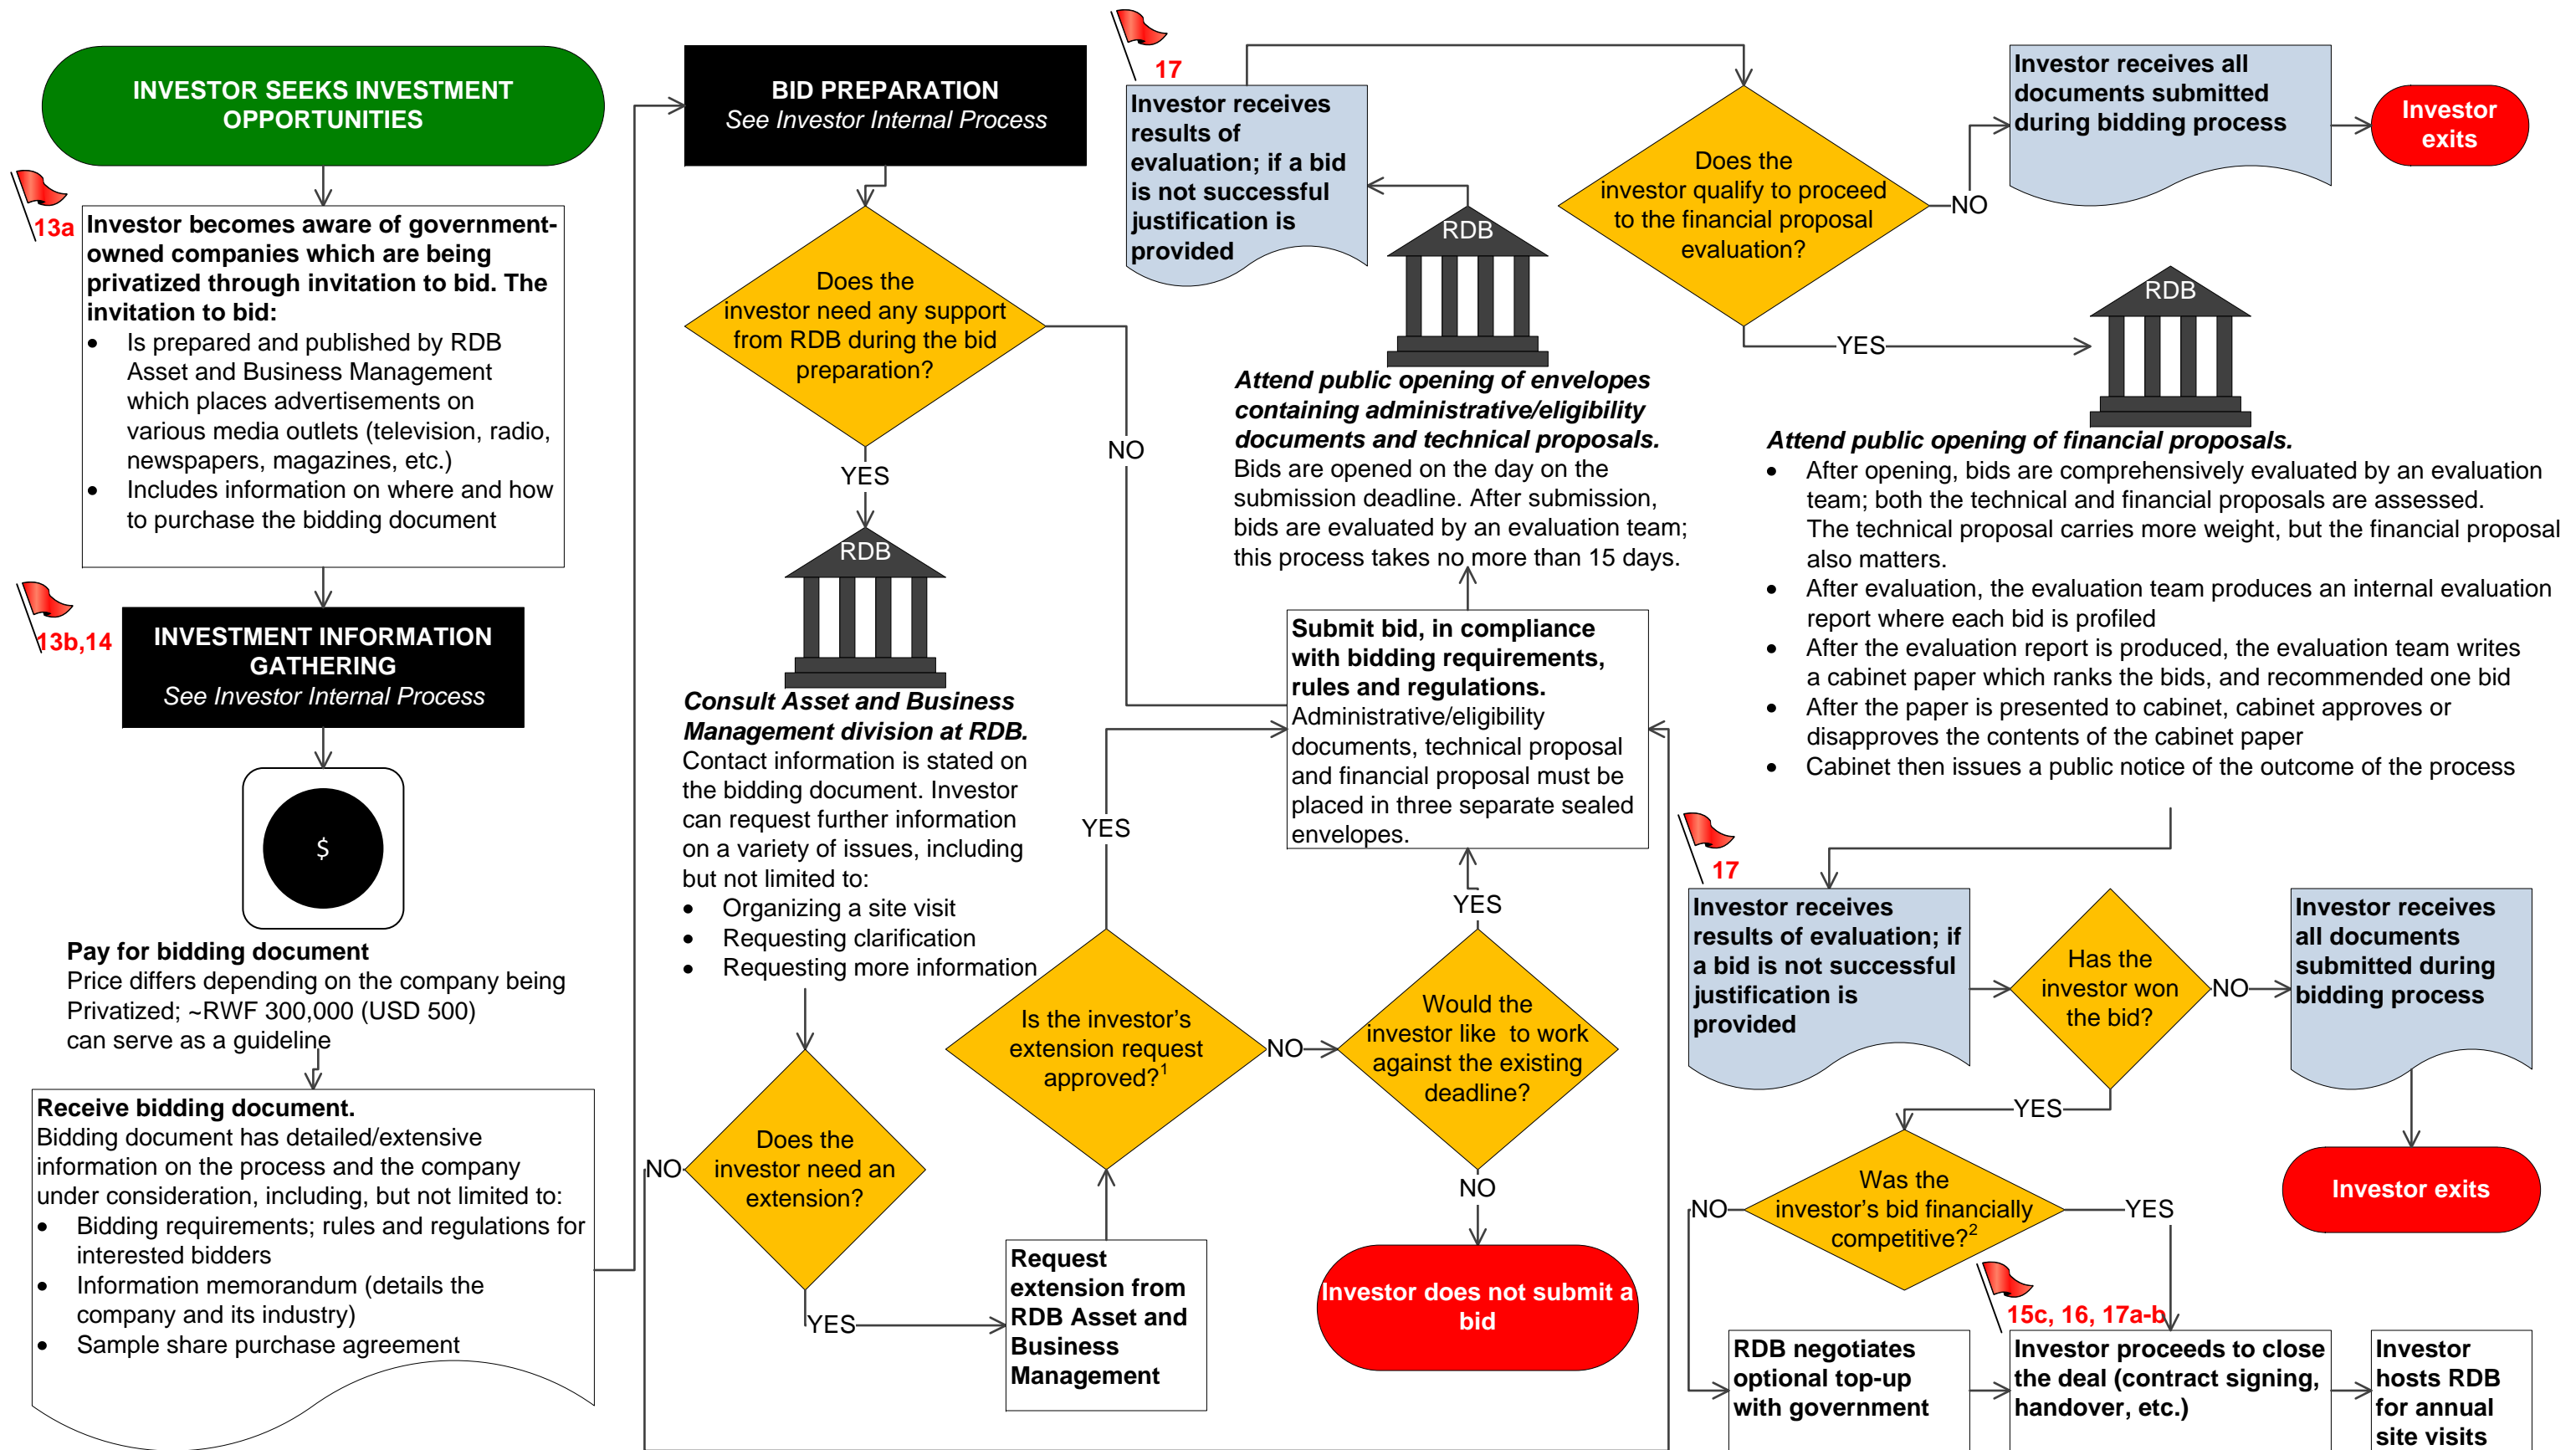 INVESTOR SEEKS INVESTMENT
OPPORTUNITIES
13a
Investor becomes aware of government-
owned companies which are being
privatized through invitation to bid. The
invitation to bid:
• Is prepared and published by RDB
Asset and Business Management
which places advertisements on
various media outlets (television, radio,
newspapers, magazines, etc.)
• Includes information on where and how
to purchase the bidding document
13b,14
INVESTMENT INFORMATION
GATHERING
See Investor Internal Process
$
Pay for bidding document
Price differs depending on the company being
Privatized; ~RWF 300,000 (USD 500)
can serve as a guideline
Receive bidding document.
Bidding document has detailed/extensive
information on the process and the company
under consideration, including, but not limited to:
• Bidding requirements; rules and regulations for
interested bidders
• Information memorandum (details the
company and its industry)
• Sample share purchase agreement
BID PREPARATION
See Investor Internal Process
Does the
investor need any support
from RDB during the bid
preparation?
NO
YES
RDB
Consult Asset and Business
Management division at RDB.
Contact information is stated on
the bidding document. Investor
can request further information
on a variety of issues, including
but not limited to:
• Organizing a site visit
• Requesting clarification
• Requesting more information
Does the
investor need an
extension?
NO
YES
Request
extension from
RDB Asset and
Business
Management
Is the investor's
extension request
approved?1
YES
NO
Would the
investor like  to work
against the existing
deadline?
YES
NO
Investor does not submit a
bid
Submit bid, in compliance
with bidding requirements,
rules and regulations.
Administrative/eligibility
documents, technical proposal
and financial proposal must be
placed in three separate sealed
envelopes.
RDB
Attend public opening of envelopes
containing administrative/eligibility
documents and technical proposals.
Bids are opened on the day on the
submission deadline. After submission,
bids are evaluated by an evaluation team;
this process takes no more than 15 days.
17
Investor receives
results of
evaluation; if a bid
is not successful
justification is
provided
Does the
investor qualify to proceed
to the financial proposal
evaluation?
NO
Investor receives all
documents submitted
during bidding process
Investor
exits
YES
RDB
Attend public opening of financial proposals.
• After opening, bids are comprehensively evaluated by an evaluation
team; both the technical and financial proposals are assessed.
The technical proposal carries more weight, but the financial proposal
also matters.
• After evaluation, the evaluation team produces an internal evaluation
report where each bid is profiled
• After the evaluation report is produced, the evaluation team writes
a cabinet paper which ranks the bids, and recommended one bid
• After the paper is presented to cabinet, cabinet approves or
disapproves the contents of the cabinet paper
• Cabinet then issues a public notice of the outcome of the process
17
Investor receives
results of evaluation; if
a bid is not successful
justification is
provided
Has the
investor won
the bid?
NO
Investor receives
all documents
submitted during
bidding process
Investor exits
YES
Was the
investor's bid financially
competitive?2
NO
YES
15c, 16, 17a-b
RDB negotiates
optional top-up
with government
Investor proceeds to close
the deal (contract signing,
handover, etc.)
Investor
hosts RDB
for annual
site visits